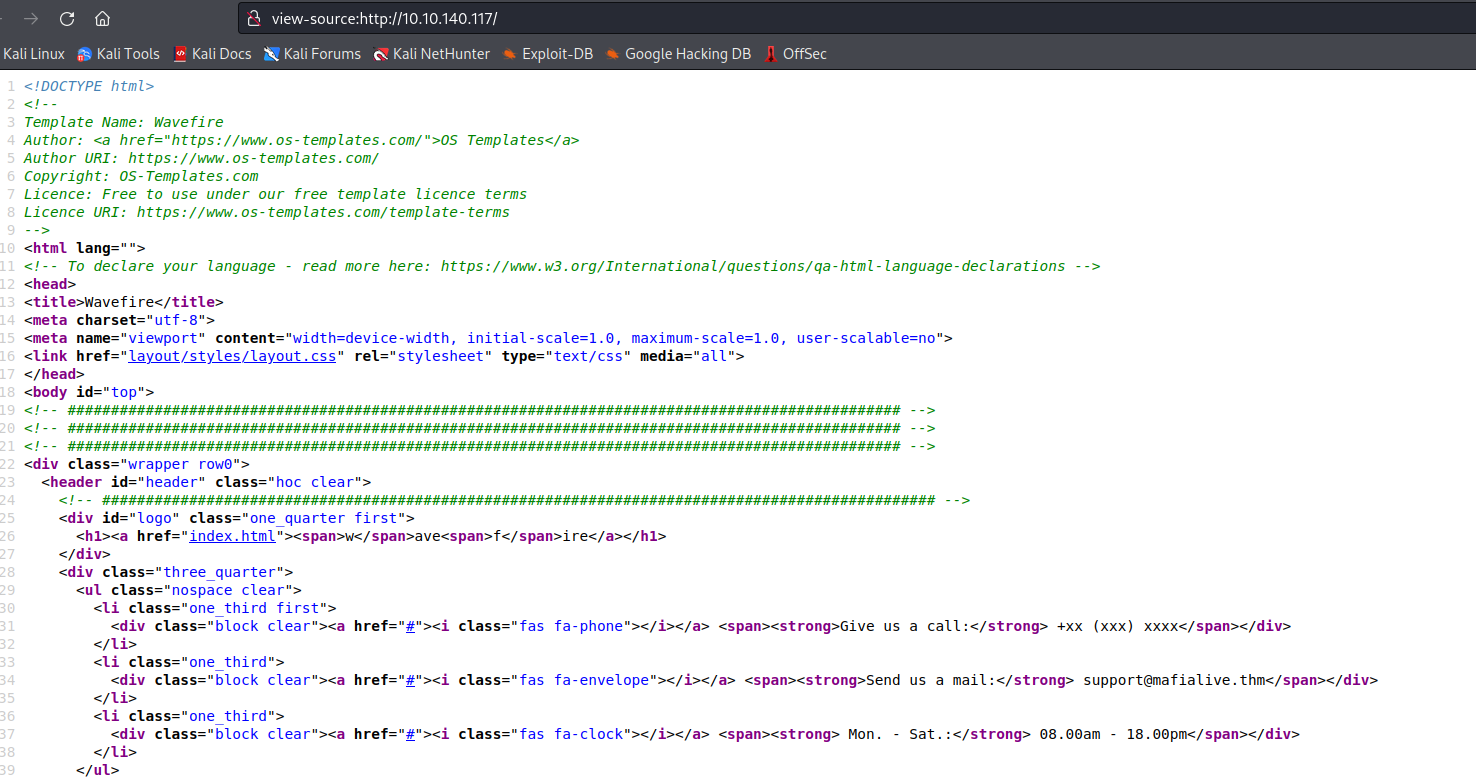 view-source:http://10.10.140.117/
Kali Linux Kali Tools Kali Docs Kali Forums Kali NetHunter Exploit-DB Google Hacking DB OffSec
1 <!DOCTYPE html>
2 <!--
3 Template Name: Wavefire
4 Author: <a href="https://www.os-templates.com/">OS Templates</a>
5 Author URI: https://www.os-templates.com/
6 Copyright: OS-Templates.com
7 Licence: Free to use under our free template licence terms
8 Licence URI: https://www.os-templates.com/template-terms
9 -->
10 <html lang="">
11 <!-- To declare your language - read more here: https://www.w3.org/International/questions/qa-html-language-declarations -->
12 <head>
13 <title>Wavefire</title>
14 <meta charset="utf-8">
15 <meta name="viewport" content="width=device-width, initial-scale=1.0, maximum-scale=1.0, user-scalable=no">
16 <link href="layout/styles/layout.css" rel="stylesheet" type="text/css" media="all">
17 </head>
18 <body id="top">
19 <!-- ################################################################################################ -->
20 <!-- ################################################################################################ -->
21 <!-- ################################################################################################ -->
22 <div class="wrapper row0">
23 <header id="header" class="hoc clear">
24 <!-- ################################################################################################ -->
25 <div id="logo" class="one_quarter first">
26 <h1><a href="index.html"><span>w</span>ave<span>f</span>ire</a></h1>
27 </div>
28 <div class="three_quarter">
29 <ul class="nospace clear">
30 <li class="one_third first">
31 <div class="block clear"><a href="#"><i class="fas fa-phone"></i></a> <span><strong>Give us a call:</strong> +xx (xxx) xxxx</span></div>
32 </li>
33 <li class="one_third">
34 <div class="block clear"><a href="#"><i class="fas fa-envelope"></i></a> <span><strong>Send us a mail:</strong> support@mafialive.thm</span></div>
35 </li>
36 <li class="one_third">
37 <div class="block clear"><a href="#"><i class="fas fa-clock"></i></a> <span><strong> Mon. - Sat.:</strong> 08.00am - 18.00pm</span></div>
38 </li>
39 </ul>